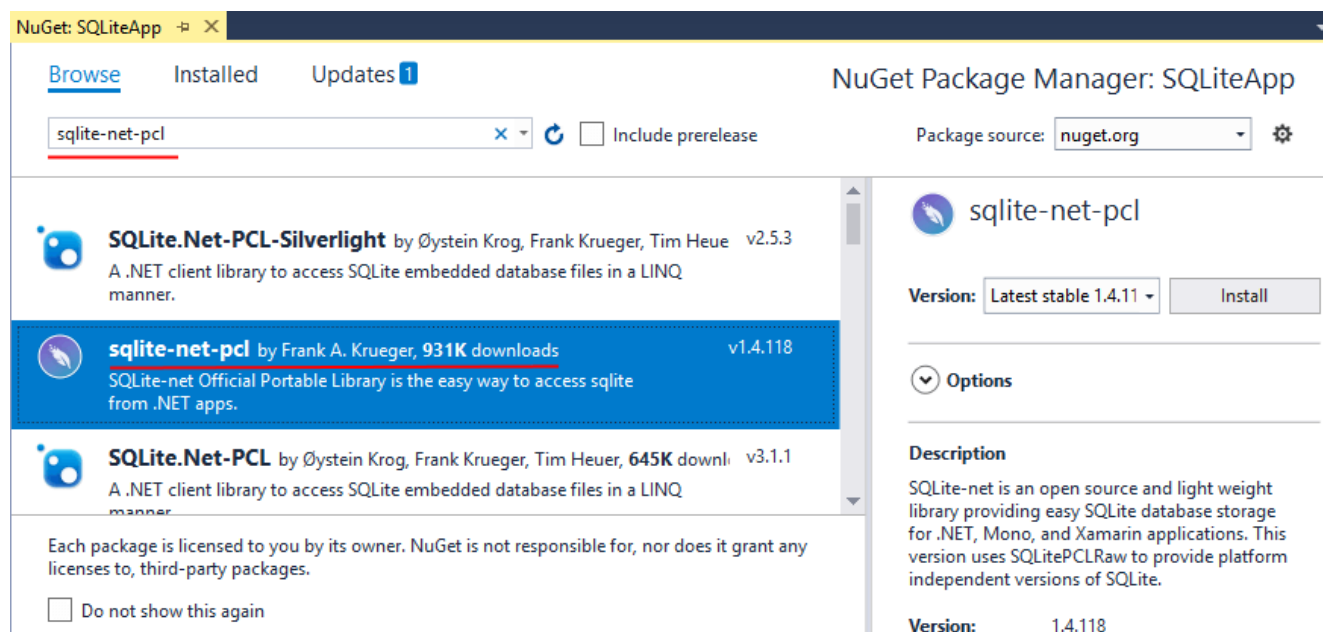 NuGet: SQLiteApp
Browse Installed Updates 1
NuGet Package Manager: SQLiteApp
sqlite-net-pcl
Include prerelease
Package source: nuget.org
SQLite.Net-PCL-Silverlight by Øystein Krog, Frank Krueger, Tim Heue v2.5.3
A .NET client library to access SQLite embedded database files in a LINQ
manner.
sqlite-net-pcl by Frank A. Krueger, 931K downloads v1.4.118
SQLite-net Official Portable Library is the easy way to access sqlite
from .NET apps.
SQLite.Net-PCL by Øystein Krog, Frank Krueger, Tim Heuer, 645K downl v3.1.1
A .NET client library to access SQLite embedded database files in a LINQ
manner
Each package is licensed to you by its owner. NuGet is not responsible for, nor does it grant any
licenses to, third-party packages.
Do not show this again
sqlite-net-pcl
Version: Latest stable 1.4.11 Install
Options
Description
SQLite-net is an open source and light weight
library providing easy SQLite database storage
for .NET, Mono, and Xamarin applications. This
version uses SQLitePCLRaw to provide platform
independent versions of SQLite.
Version: 1.4.118